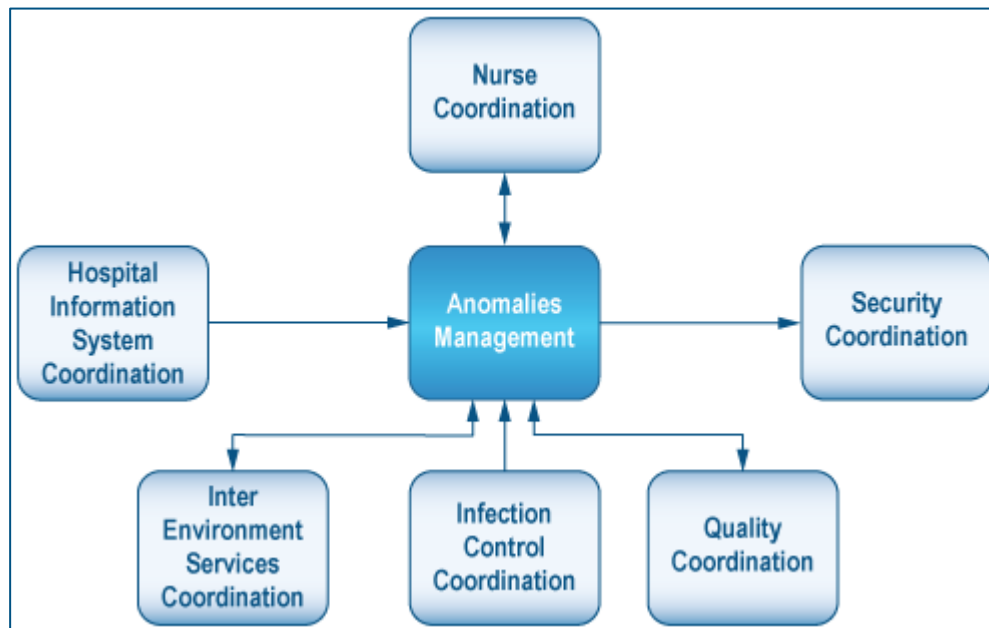 Nurse
Coordination
Hospital
Information
System
Coordination
Anomalies
Management
Security
Coordination
Inter
Environment
Services
Coordination
Infection
Control
Coordination
Quality
Coordination